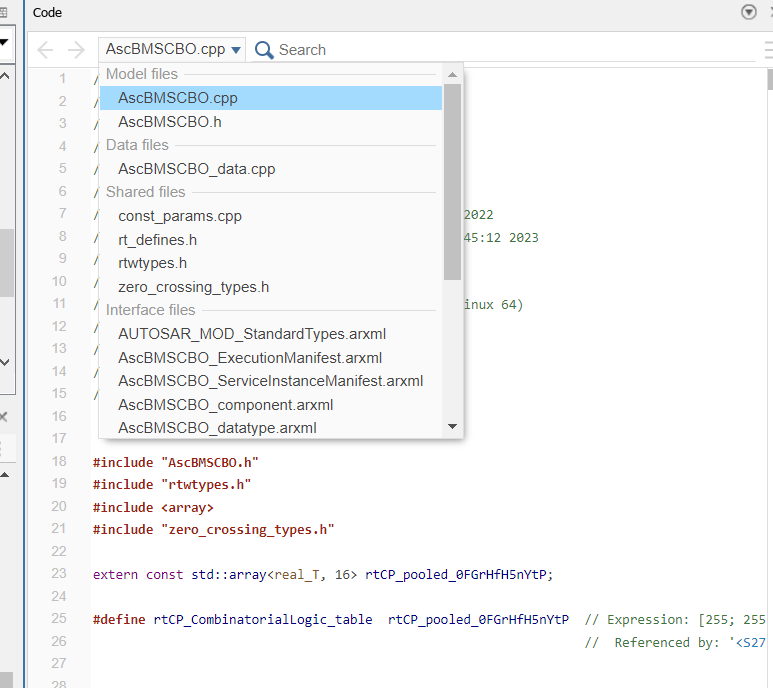 Code
AscBMSCBO.cpp Search
Model files
AscBMSCBO.cpp
AscBMSCBO.h
Data files
AscBMSCBO_data.cpp
Shared files
const_params.cpp
rt_defines.h
rtwtypes.h
zero_crossing_types.h
Interface files
AUTOSAR_MOD_StandardTypes.arxml
AscBMSCBO_ExecutionManifest.arxml
AscBMSCBO_ServiceInstanceManifest.arxml
AscBMSCBO_component.arxml
AscBMSCBO_datatype.arxml
1 /
2 /
3 /
4 /
5 /
6 /
7 / 2022
8 / 45:12 2023
9 /
10 /
11 / inux 64)
12 /
13 /
14 /
15 /
16
17
18 #include "AscBMSCBO.h"
19 #include "rtwtypes.h"
20 #include <array>
21 #include "zero_crossing_types.h"
22
23 extern const std::array<real_T, 16> rtCP_pooled_0FGrHfH5nYtP;
24
25 #define rtCP_CombinatorialLogic_table  rtCP_pooled_0FGrHfH5nYtP  // Expression: [255; 255
26 //  Referenced by: '<S27
27
28